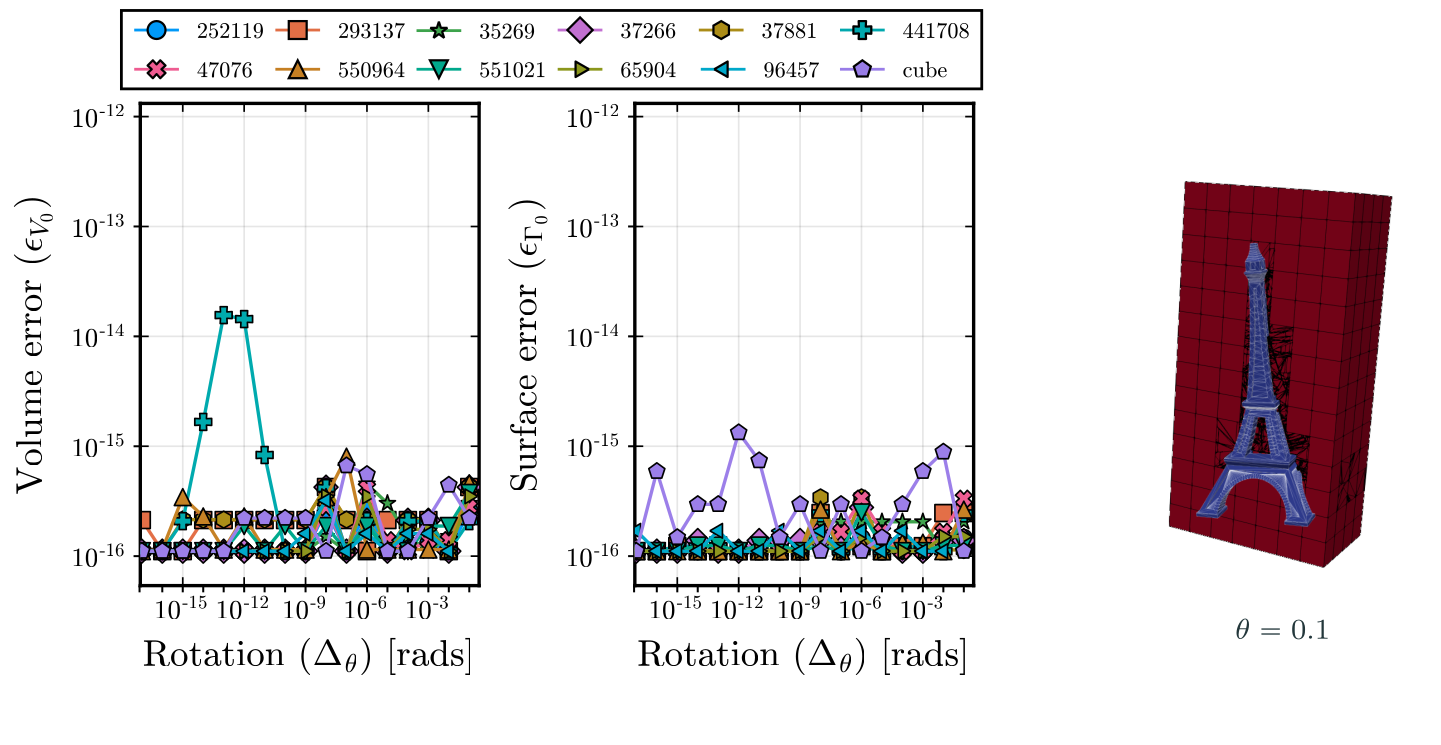 252119 293137 35269 37266 37881 441708
47076 550964 551021 65904 96457 cube
Volume error (ϵ_{V_0})
10^{-12}
10^{-13}
10^{-14}
10^{-15}
10^{-16}
10^{-15} 10^{-12} 10^{-9} 10^{-6} 10^{-3}
Rotation (Δ_θ) [rads]
Surface error (ϵ_{Γ_0})
10^{-12}
10^{-13}
10^{-14}
10^{-15}
10^{-16}
10^{-15} 10^{-12} 10^{-9} 10^{-6} 10^{-3}
Rotation (Δ_θ) [rads]
θ = 0.1